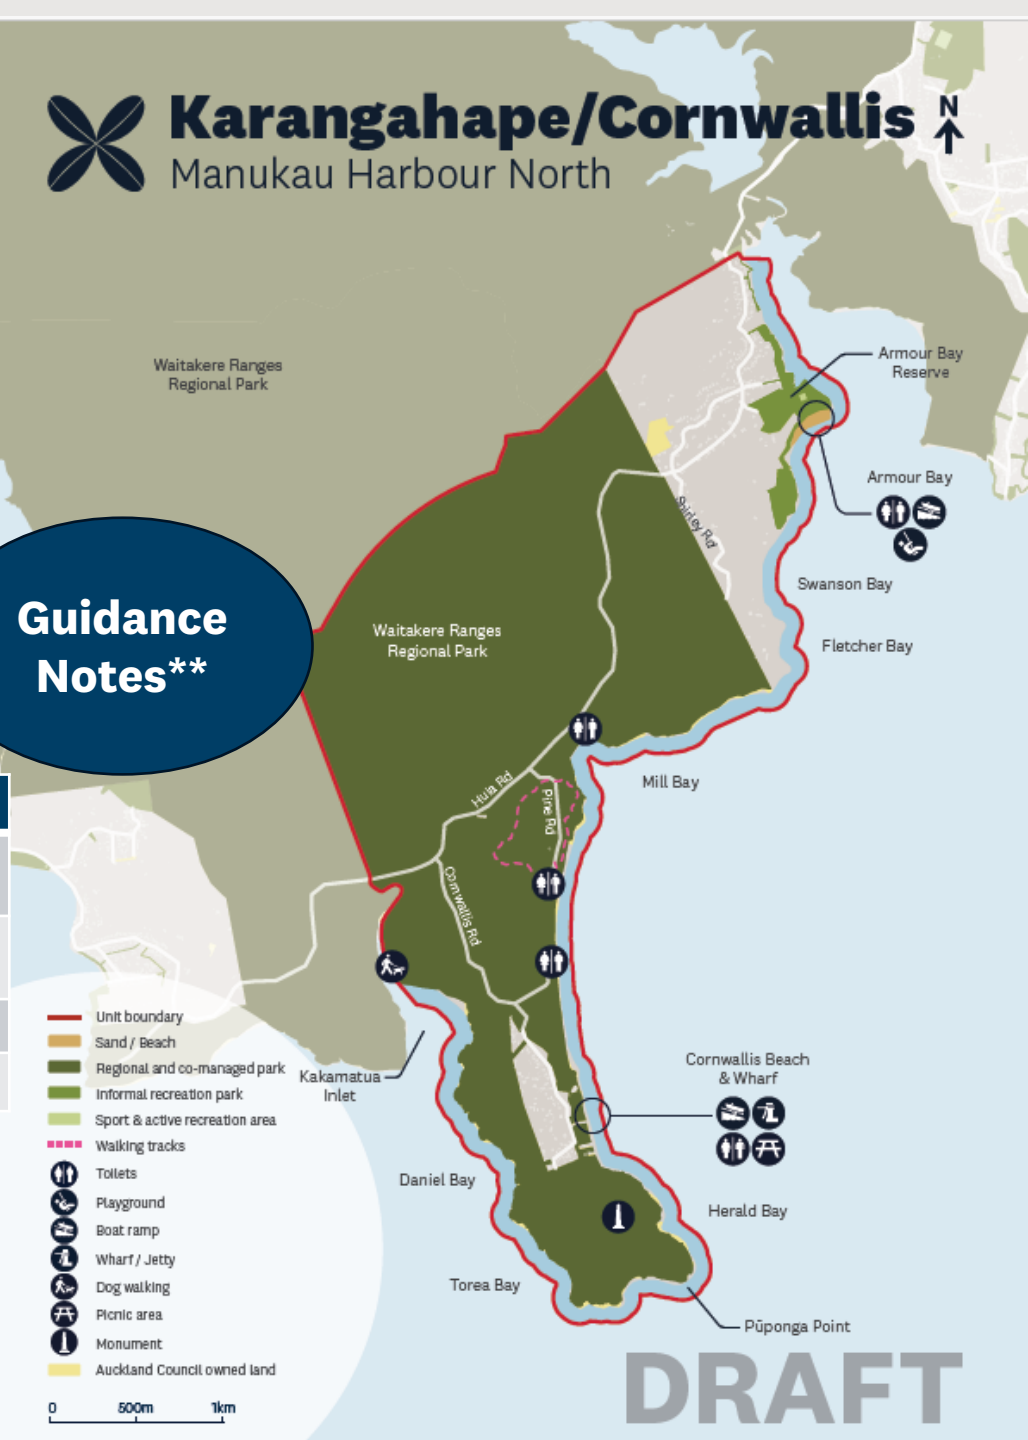 Karangahape/Cornwallis
N
Manukau Harbour North
Waitakere Ranges
Regional Park
Armour Bay
Reserve
Armour Bay
Shirley Rd
Swanson Bay
Guidance
Notes**
Waitakere Ranges
Regional Park
Fletcher Bay
Mill Bay
Huia Rd
Pine Rd
Cornwallis Rd
Unit boundary
Sand / Beach
Regional and co-managed park
Informal recreation park
Sport & active recreation area
Walking tracks
Toilets
Playground
Boat ramp
Wharf / Jetty
Dog walking
Picnic area
Monument
Auckland Council owned land
0 500m 1km
Kakamatua
Inlet
Cornwallis Beach
& Wharf
Daniel Bay
Herald Bay
Torea Bay
Pūponga Point
DRAFT